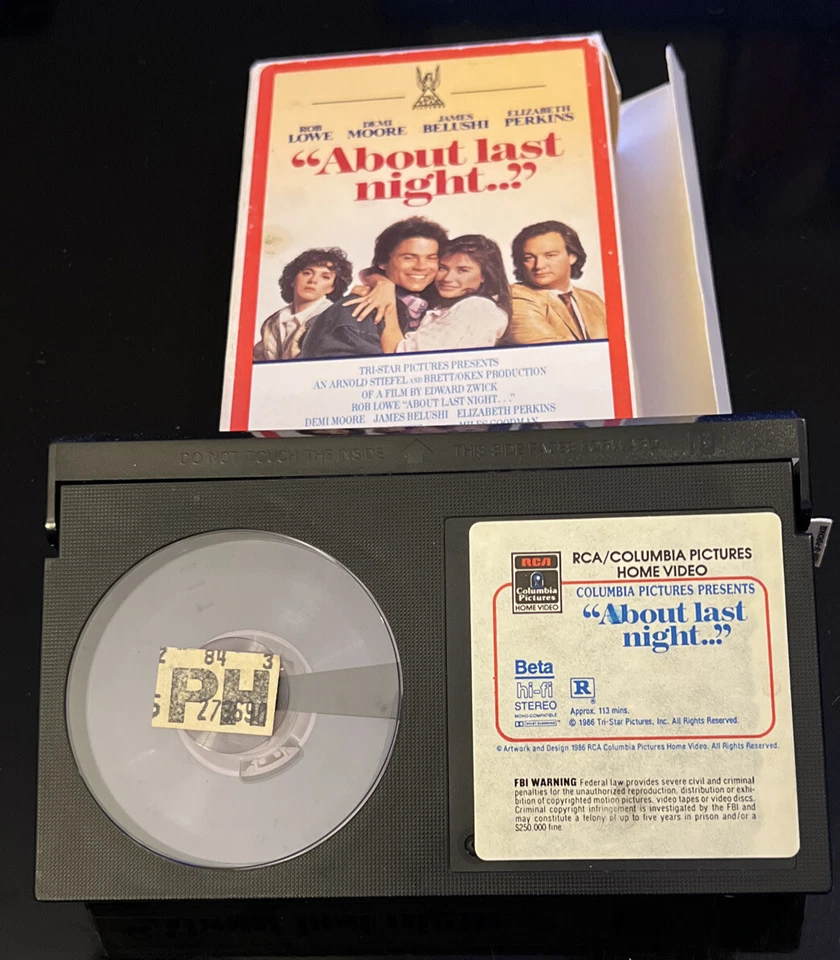 ROB LOWE DEMI MOORE JAMES BELUSHI ELIZABETH PERKINS
“About last
night...”
TRI-STAR PICTURES PRESENTS
AN ARNOLD STIEFEL AND BRETT/OKEN PRODUCTION
OF A FILM BY EDWARD ZWICK
ROB LOWE "ABOUT LAST NIGHT . . ."
DEMI MOORE JAMES BELUSHI ELIZABETH PERKINS
MILES GOODMAN
DO NOT TOUCH THE INSIDE THIS SIDE FACES
2 84 3
PH
RCA
Columbia
Pictures
HOME VIDEO
RCA/COLUMBIA PICTURES
HOME VIDEO
COLUMBIA PICTURES PRESENTS
“About last
night...”
Beta
hi-fi
STEREO
MONO COMPATIBLE
R
Approx. 113 mins.
© 1986 Tri-Star Pictures, Inc. All Rights Reserved.
© Artwork and Design 1986 RCA Columbia Pictures Home Video. All Rights Reserved.
FBI WARNING Federal law provides severe civil and criminal
penalties for the unauthorized reproduction, distribution or exhi-
bition of copyrighted motion pictures, video tapes or video discs.
Criminal copyright infringement is investigated by the FBI and
may constitute a felony of up to five years in prison and/or a
$250,000 fine